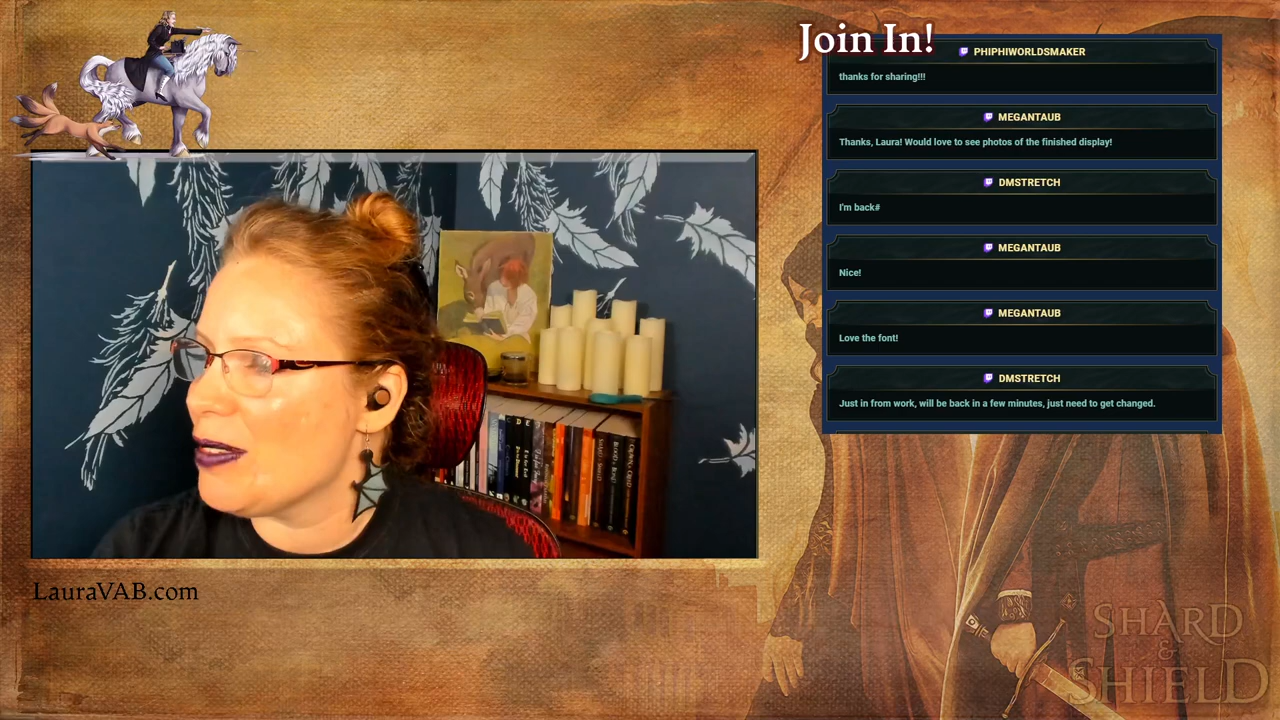 Join In!
PHIPHIWORLDSMAKER
thanks for sharing!!!
MEGANTAUB
Thanks, Laura! Would love to see photos of the finished display!
DMSTRETCH
I'm back#
MEGANTAUB
Nice!
MEGANTAUB
Love the font!
DMSTRETCH
Just in from work, will be back in a few minutes, just need to get changed.
LauraVAB.com
SHARD
&
SHIELD